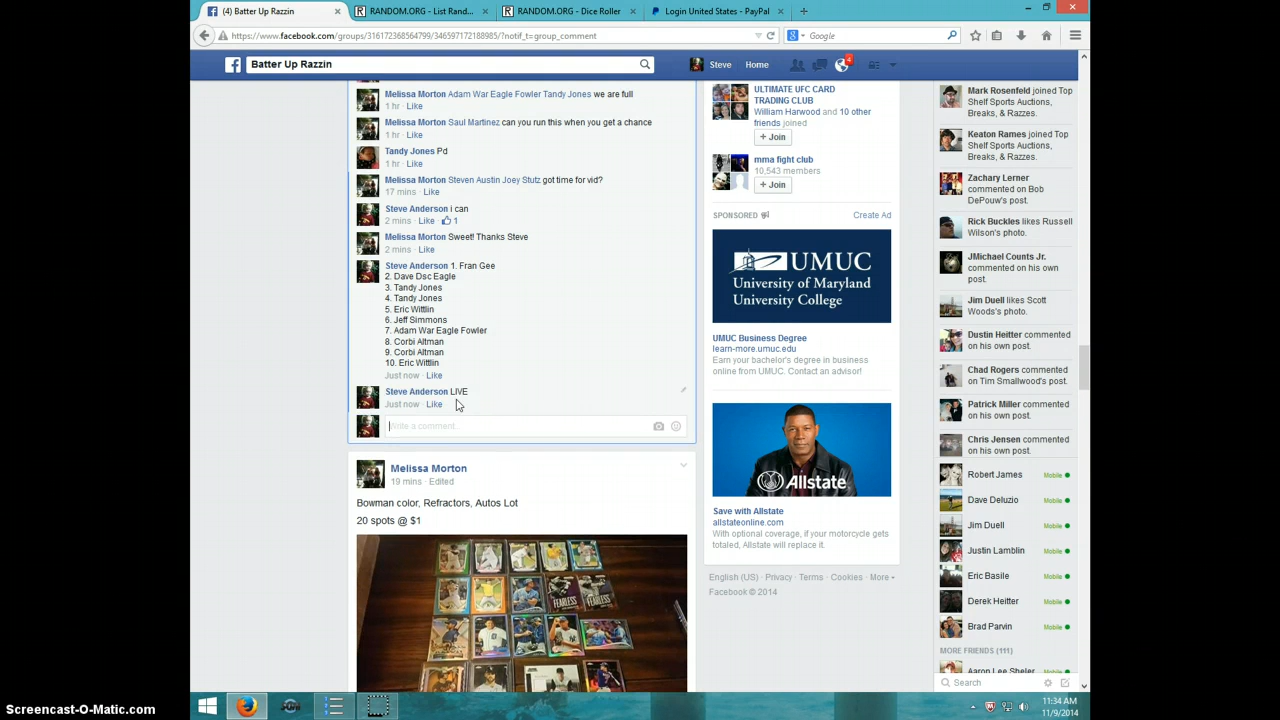 (4) Batter Up Razzin
RANDOM.ORG - List Rand...
RANDOM.ORG - Dice Roller
Login United States - PayPal
https://www.facebook.com/groups/316172368564799/346597172188985/?notif_t=group_comment
Google
Batter Up Razzin
Steve
Home
4
Melissa Morton Adam War Eagle Fowler Tandy Jones we are full
1 hr · Like
Melissa Morton Saul Martinez can you run this when you get a chance
1 hr · Like
Tandy Jones Pd
1 hr · Like
Melissa Morton Steven Austin Joey Stutz got time for vid?
17 mins · Like
Steve Anderson i can
2 mins · Like · 1
Melissa Morton Sweet! Thanks Steve
2 mins · Like
Steve Anderson 1. Fran Gee
2. Dave Dsc Eagle
3. Tandy Jones
4. Tandy Jones
5. Eric Wittlin
6. Jeff Simmons
7. Adam War Eagle Fowler
8. Corbi Altman
9. Corbi Altman
10. Eric Wittlin
Just now · Like
Steve Anderson LIVE
Just now · Like
Write a comment...
Melissa Morton
19 mins · Edited
Bowman color, Refractors, Autos Lot
20 spots @ $1
FEARLESS
FEARLESS
ULTIMATE UFC CARD
TRADING CLUB
William Harwood and 10 other
friends joined
+ Join
mma fight club
10,543 members
+ Join
SPONSORED
Create Ad
UMUC
University of Maryland
University College
UMUC Business Degree
learn-more.umuc.edu
Earn your bachelor's degree in business
online from UMUC. Contact an advisor!
Allstate
Save with Allstate
allstateonline.com
With optional coverage, if your motorcycle gets
totaled, Allstate will replace it.
English (US) · Privacy · Terms · Cookies · More
Facebook © 2014
Mark Rosenfeld joined Top
Shelf Sports Auctions,
Breaks, & Razzes.
Keaton Rames joined Top
Shelf Sports Auctions,
Breaks, & Razzes.
Zachary Lerner
commented on Bob
DePouw's post.
Rick Buckles likes Russell
Wilson's photo.
JMichael Counts Jr.
commented on his own
post.
Jim Duell likes Scott
Woods's photo.
Dustin Heitter commented
on his own post.
Chad Rogers commented
on Tim Smallwood's post.
Patrick Miller commented
on his own post.
Chris Jensen commented
on his own post.
Robert James Mobile
Dave Deluzio Mobile
Jim Duell Mobile
Justin Lamblin Mobile
Eric Basile Mobile
Derek Heitter Mobile
Brad Parvin Mobile
MORE FRIENDS (111)
Aaron Lee Sheler
Search
11:34 AM
11/9/2014
Screencast-O-Matic.com